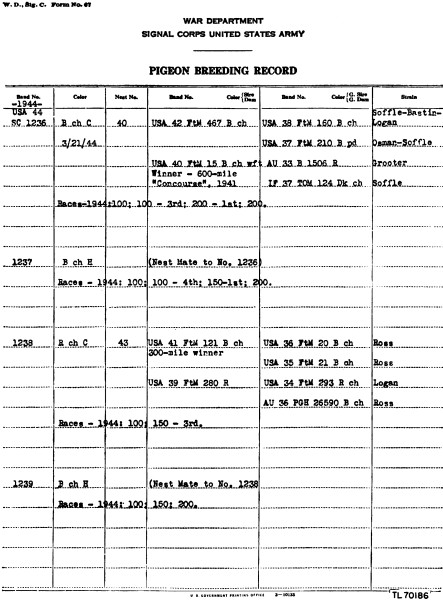 W. D., Sig. C. Form No. 67
WAR DEPARTMENT
SIGNAL CORPS UNITED STATES ARMY
PIGEON BREEDING RECORD
Band No. Color Nest No. Band No. Color {Sire Dam Band No. Color {G. Sire G. Dam Strain
-1944-
USA 44 Soffle-Bastin-
SC 1236 B ch C 40 USA 42 FtM 467 B ch USA 38 FtM 160 B ch Logan
3/21/44 USA 37 FtM 210 B pd Osman-Soffle
USA 40 FtM 15 B ch wft AU 33 B 1506 R Grooter
Winner - 600-mile
"Concourse", 1941 IF 37 TOM 124 Dk ch Soffle
Races-1944:100; 100 - 3rd; 200 - 1st; 200.
1237 B ch H (Nest Mate to No. 1236)
Races - 1944: 100; 100 - 4th; 150-1st; 200.
1238 R ch C 43 USA 41 FtM 121 B ch USA 36 FtM 20 B ch Ross
300-mile winner
USA 35 FtM 21 B ch Ross
USA 39 FtM 280 R USA 34 FtM 293 R ch Logan
AU 36 PGH 26590 B ch Ross
Races - 1944: 100; 150 - 3rd.
1239 B ch H (Nest Mate to No. 1238
Races - 1944: 100; 150; 200.
U. S. GOVERNMENT PRINTING OFFICE 3-10133
TL 70186